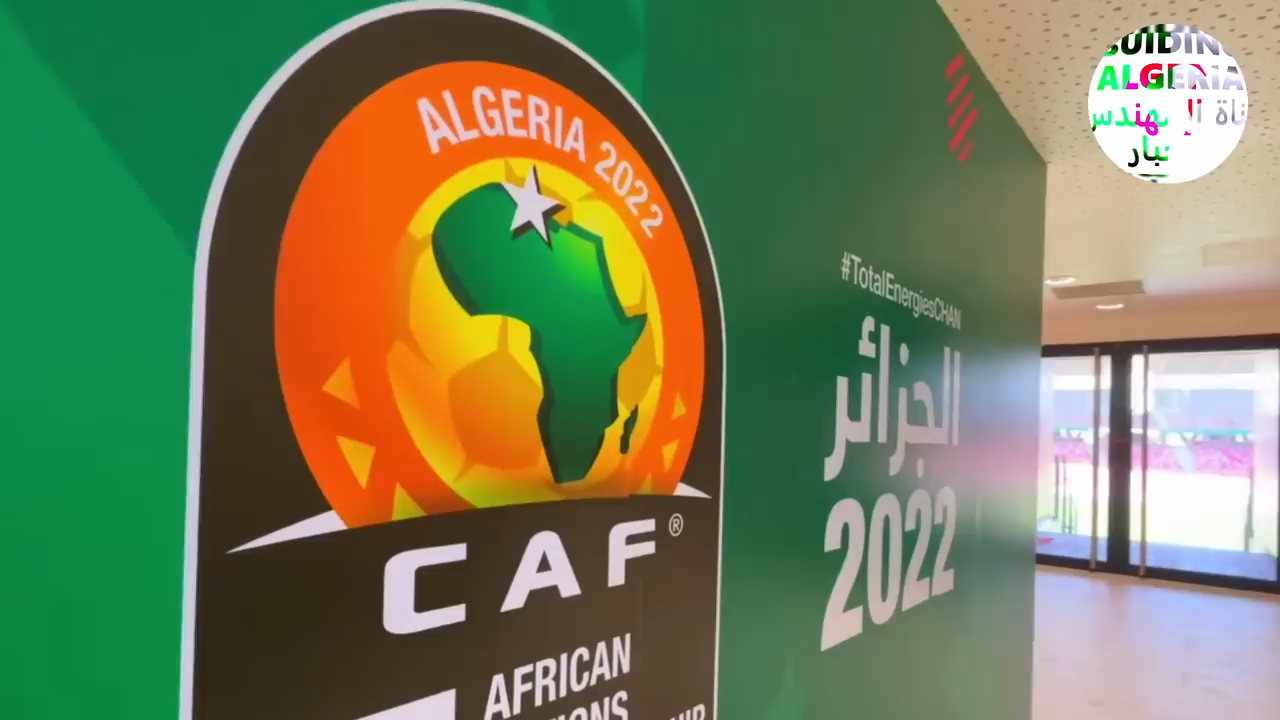 ALGERIA 2022
CAF®
AFRICAN
#TotalEnergiesCHAN
الجزائر
2022
ALGERIA